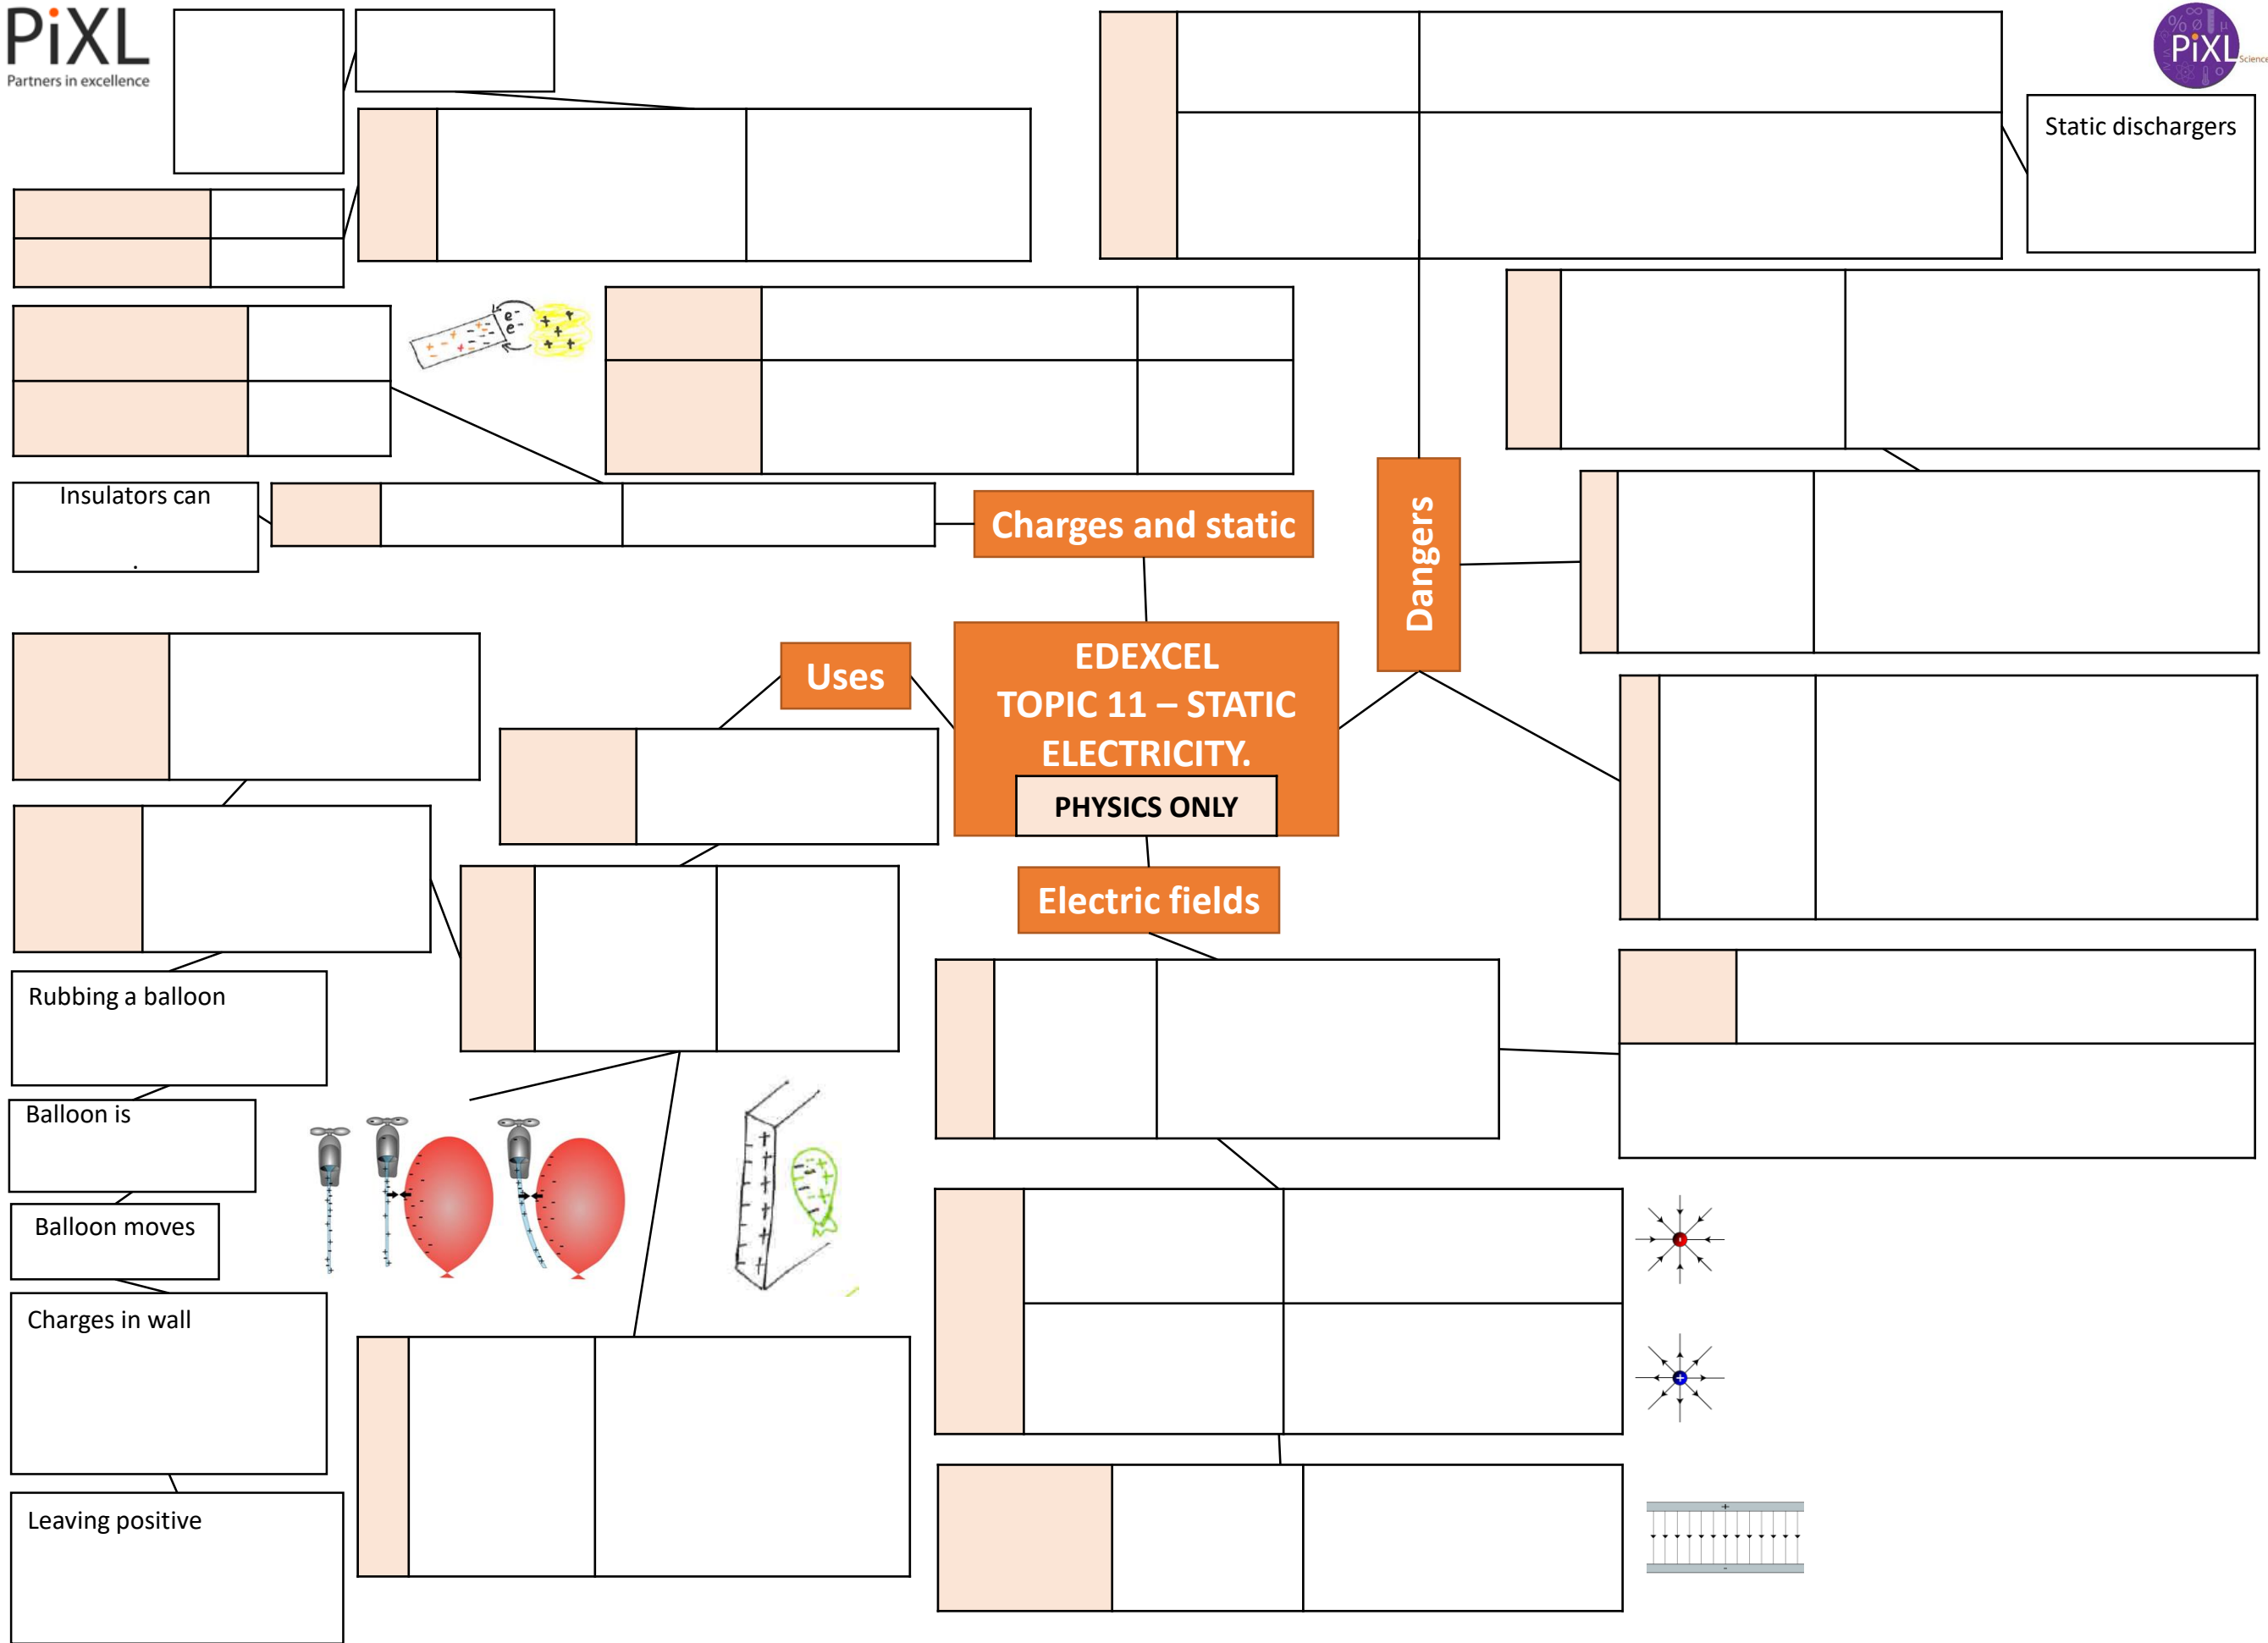 PiXL
Partners in excellence
PiXL Science
Static dischargers
e-
e-
Insulators can
.
Charges and static
Dangers
Uses
EDEXCEL
TOPIC 11 – STATIC
ELECTRICITY.
PHYSICS ONLY
Electric fields
Rubbing a balloon
Balloon is
Balloon moves
Charges in wall
Leaving positive